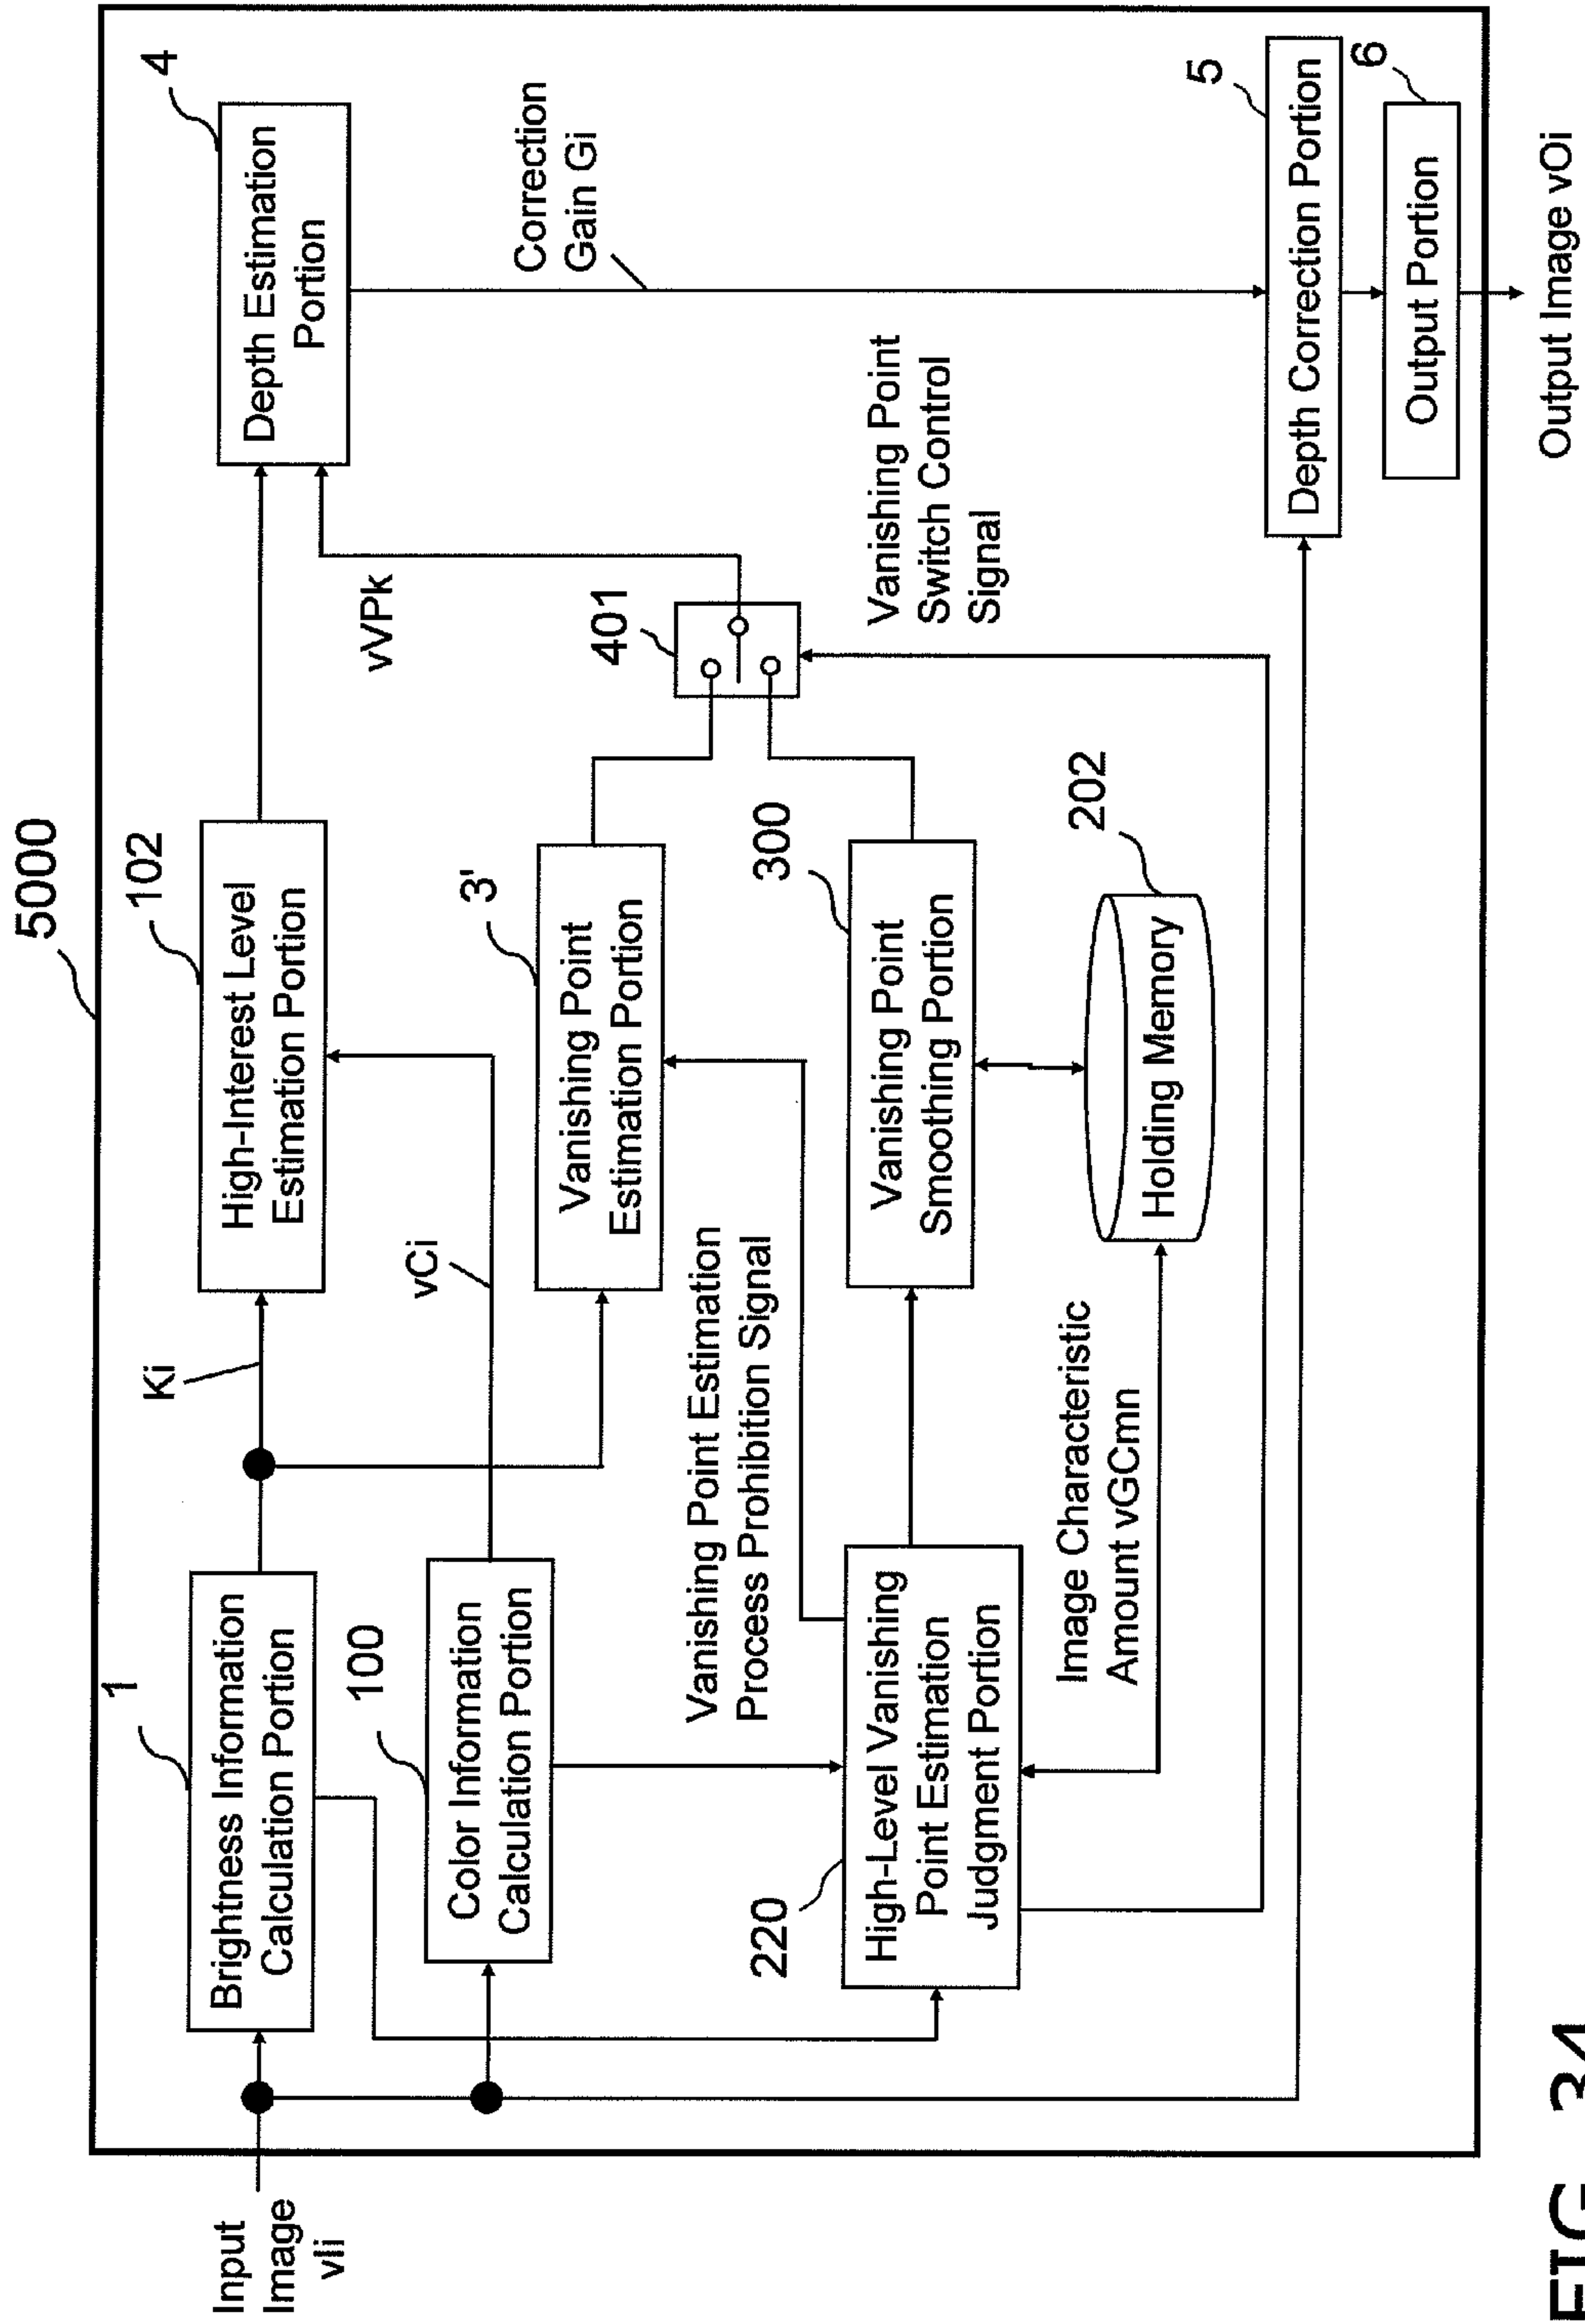 5000
Input
Image
vIi
1
Brightness Information
Calculation Portion
Ki
102
High-Interest Level
Estimation Portion
4
Depth Estimation
Portion
100
Color Information
Calculation Portion
vCi
3'
Vanishing Point
Estimation Portion
vVPk
401
Correction
Gain Gi
Vanishing Point Estimation
Process Prohibition Signal
220
High-Level Vanishing
Point Estimation
Judgment Portion
300
Vanishing Point
Smoothing Portion
Vanishing Point
Switch Control
Signal
Image Characteristic
Amount vGCmn
202
Holding Memory
5
Depth Correction Portion
6
Output Portion
Output Image vOi
FIG. 34